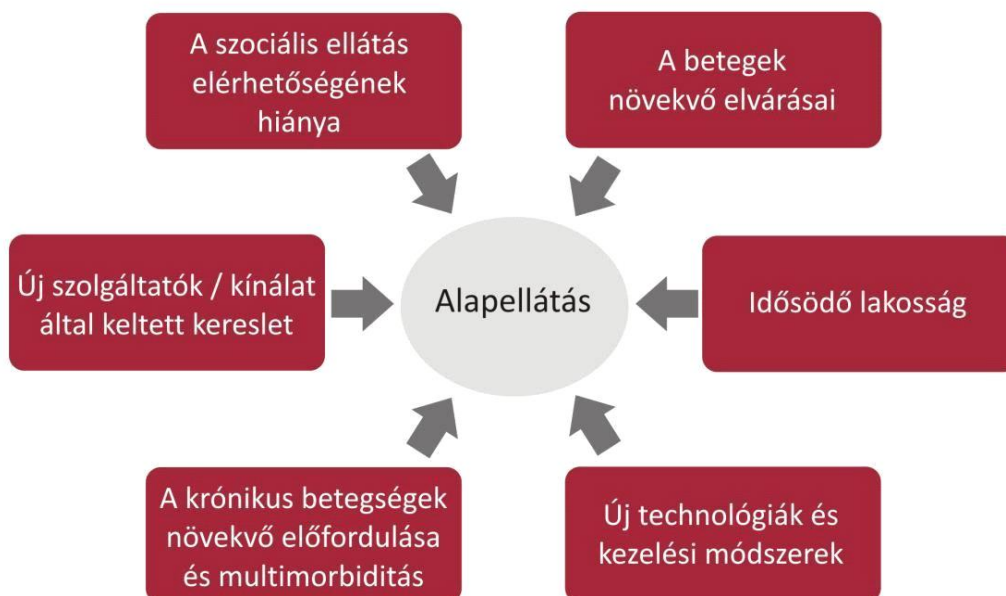 A szociális ellátás
elérhetőségének
hiánya
A betegek
növekvő elvárásai
Új szolgáltatók / kínálat
által keltett kereslet
Alapellátás
Idősödő lakosság
A krónikus betegségek
növekvő előfordulása
és multimorbiditás
Új technológiák és
kezelési módszerek